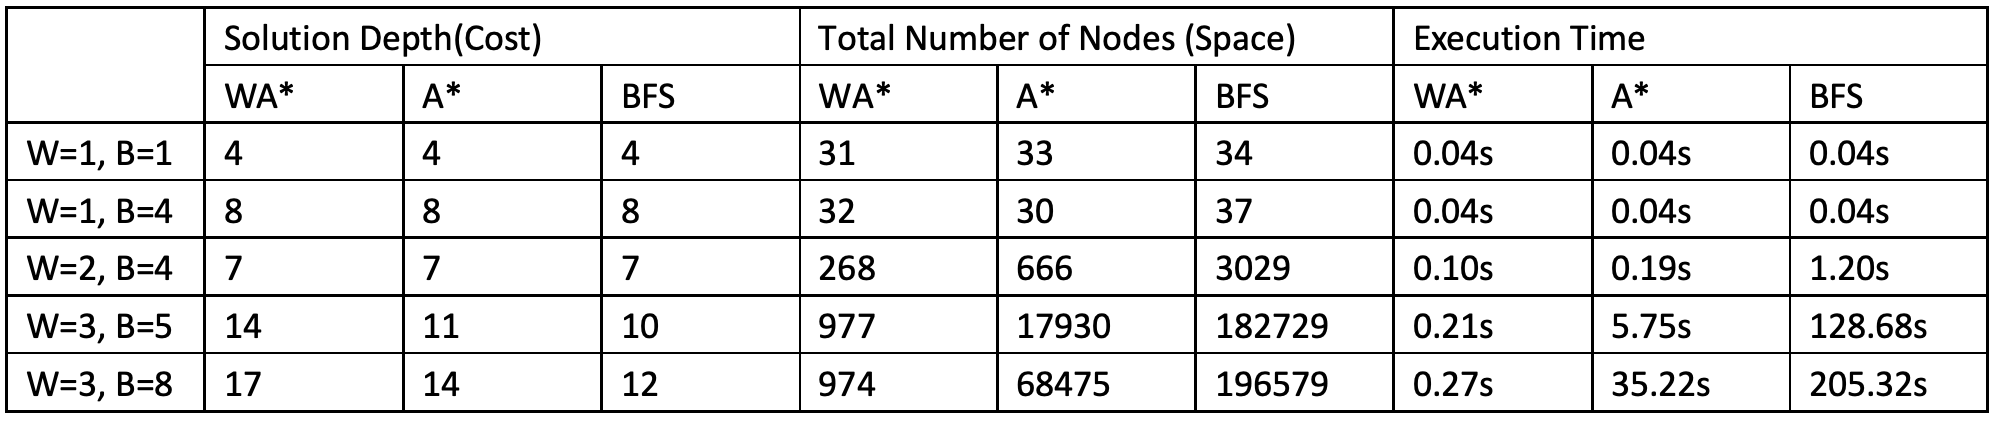 Solution Depth(Cost) Total Number of Nodes (Space) Execution Time
WA* A* BFS WA* A* BFS WA* A* BFS
W=1, B=1 4 4 4 31 33 34 0.04s 0.04s 0.04s
W=1, B=4 8 8 8 32 30 37 0.04s 0.04s 0.04s
W=2, B=4 7 7 7 268 666 3029 0.10s 0.19s 1.20s
W=3, B=5 14 11 10 977 17930 182729 0.21s 5.75s 128.68s
W=3, B=8 17 14 12 974 68475 196579 0.27s 35.22s 205.32s